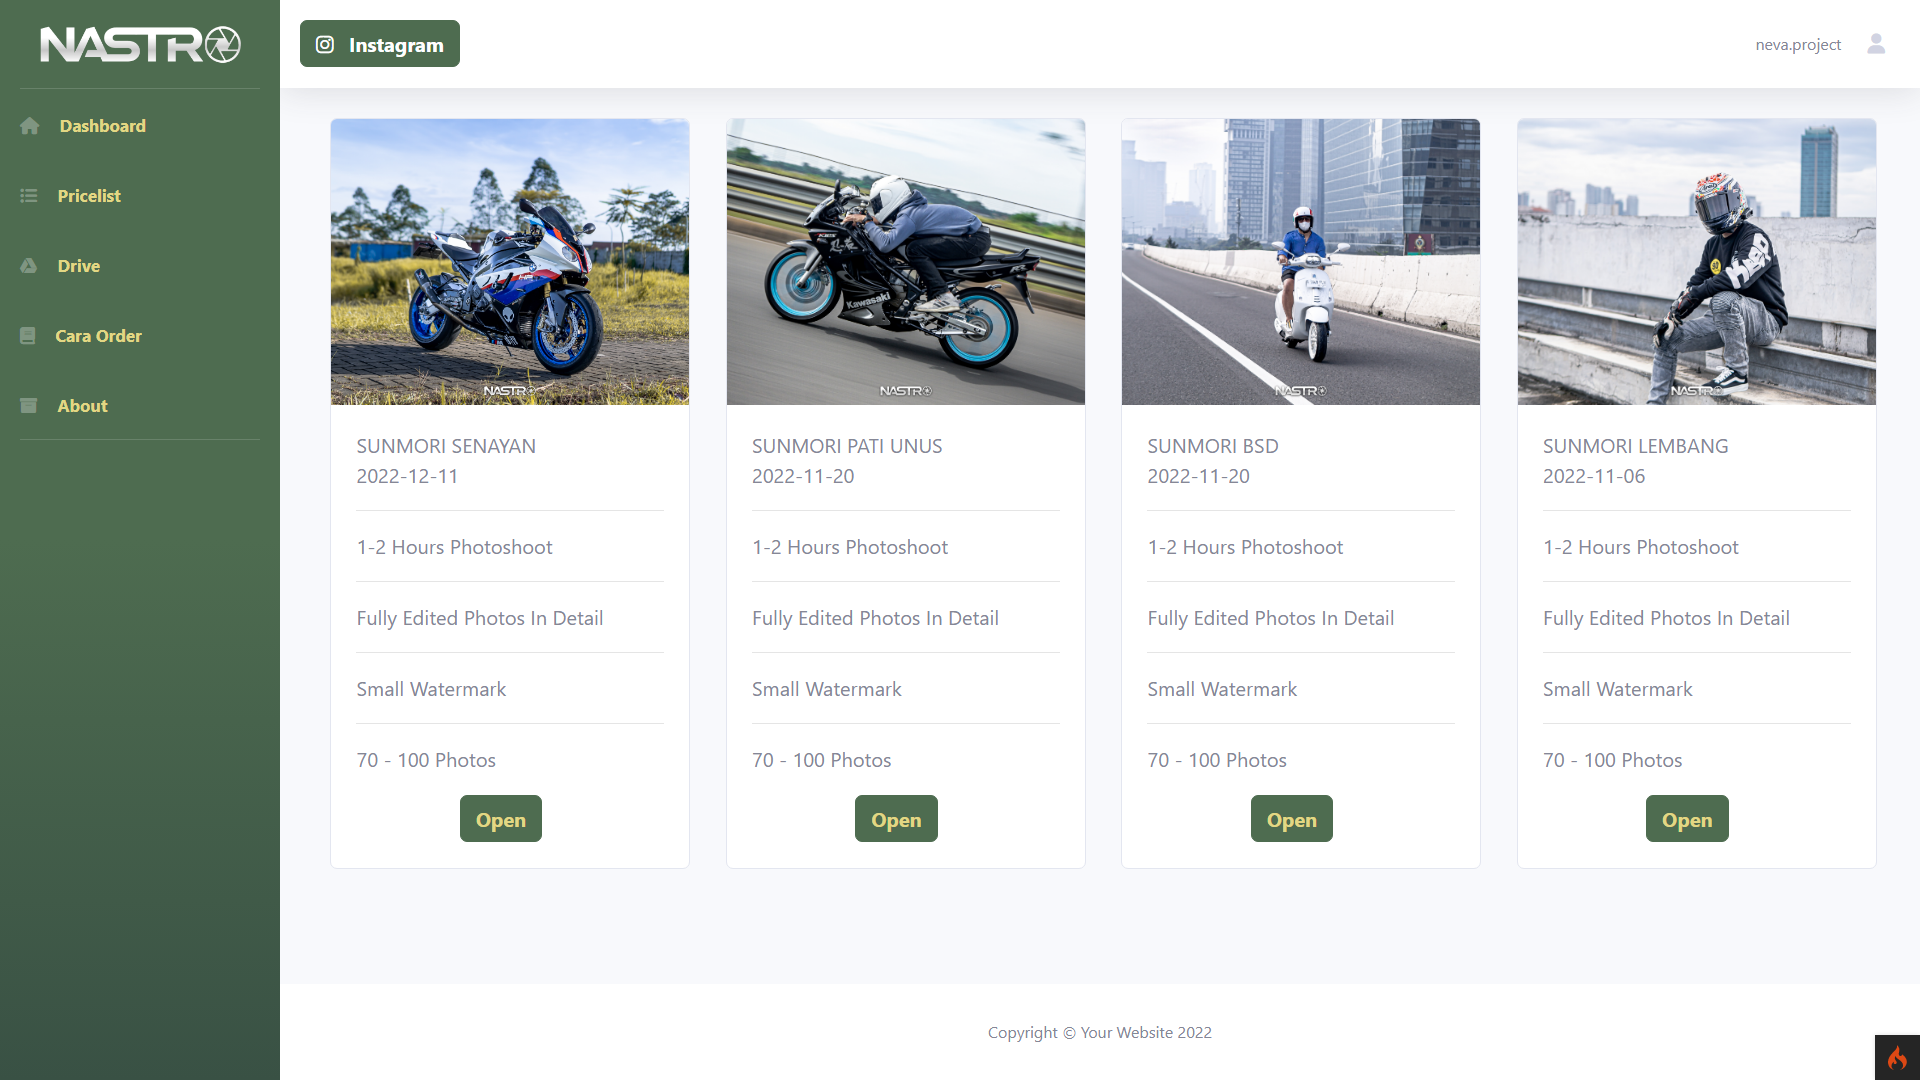 NASTRO
Instagram
neva.project
Dashboard
Pricelist
Drive
Cara Order
About
NASTRO
SUNMORI SENAYAN
2022-12-11
1-2 Hours Photoshoot
Fully Edited Photos In Detail
Small Watermark
70 - 100 Photos
Open
Kawasaki
NASTRO
SUNMORI PATI UNUS
2022-11-20
1-2 Hours Photoshoot
Fully Edited Photos In Detail
Small Watermark
70 - 100 Photos
Open
NASTRO
SUNMORI BSD
2022-11-20
1-2 Hours Photoshoot
Fully Edited Photos In Detail
Small Watermark
70 - 100 Photos
Open
NASTRO
SUNMORI LEMBANG
2022-11-06
1-2 Hours Photoshoot
Fully Edited Photos In Detail
Small Watermark
70 - 100 Photos
Open
Copyright © Your Website 2022